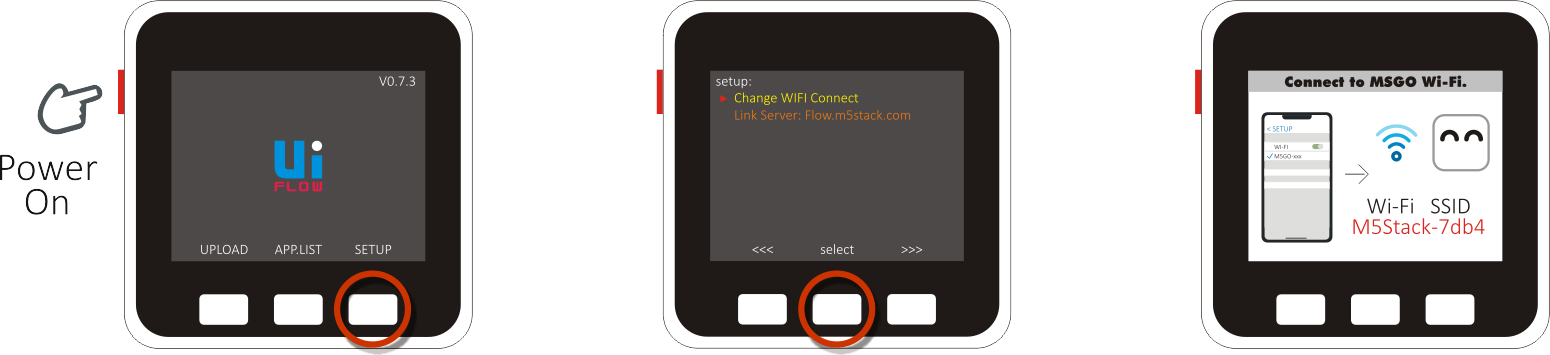 Power
On
V0.7.3
Ui
FLOW
UPLOAD APP.LIST SETUP
setup:
Change WIFI Connect
Link Server: Flow.m5stack.com
<<< select >>>
Connect to MSGO Wi-Fi.
< SETUP
WI-FI
MSGO-xxx
Wi-Fi SSID
M5Stack-7db4